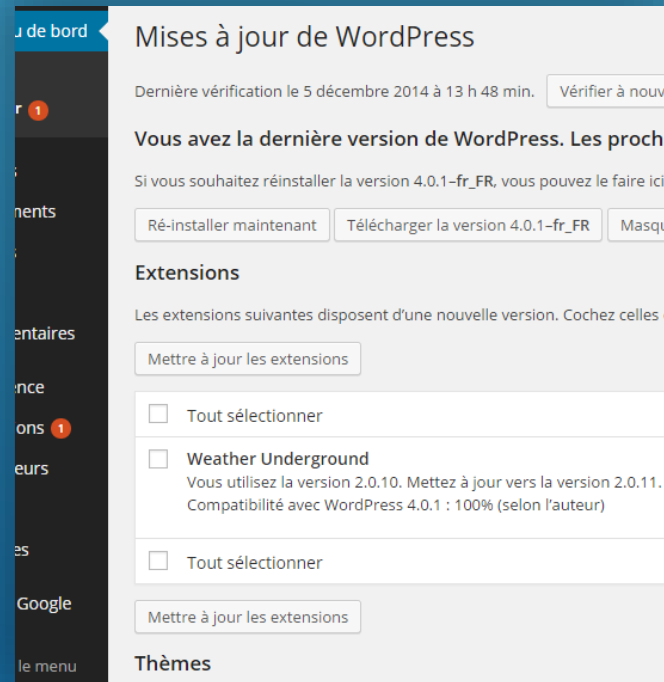 u de bord
r 1
s
ments
s
entaires
ence
ons 1
eurs
es
Google
le menu
Mises à jour de WordPress
Dernière vérification le 5 décembre 2014 à 13 h 48 min. Vérifier à nouv
Vous avez la dernière version de WordPress. Les proch
Si vous souhaitez réinstaller la version 4.0.1–fr_FR, vous pouvez le faire ici
Ré-installer maintenant Télécharger la version 4.0.1–fr_FR Masqu
Extensions
Les extensions suivantes disposent d’une nouvelle version. Cochez celles
Mettre à jour les extensions
Tout sélectionner
Weather Underground
Vous utilisez la version 2.0.10. Mettez à jour vers la version 2.0.11.
Compatibilité avec WordPress 4.0.1 : 100% (selon l’auteur)
Tout sélectionner
Mettre à jour les extensions
Thèmes